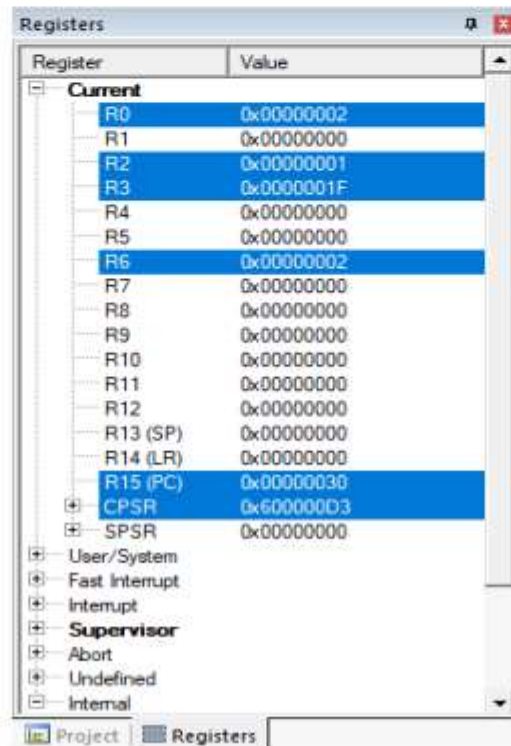 Registers
Register Value
Current
R0 0x00000002
R1 0x00000000
R2 0x00000001
R3 0x0000001F
R4 0x00000000
R5 0x00000000
R6 0x00000002
R7 0x00000000
R8 0x00000000
R9 0x00000000
R10 0x00000000
R11 0x00000000
R12 0x00000000
R13 (SP) 0x00000000
R14 (LR) 0x00000000
R15 (PC) 0x00000030
CPSR 0x600000D3
SPSR 0x00000000
User/System
Fast Interrupt
Interrupt
Supervisor
Abort
Undefined
Internal
Project Registers